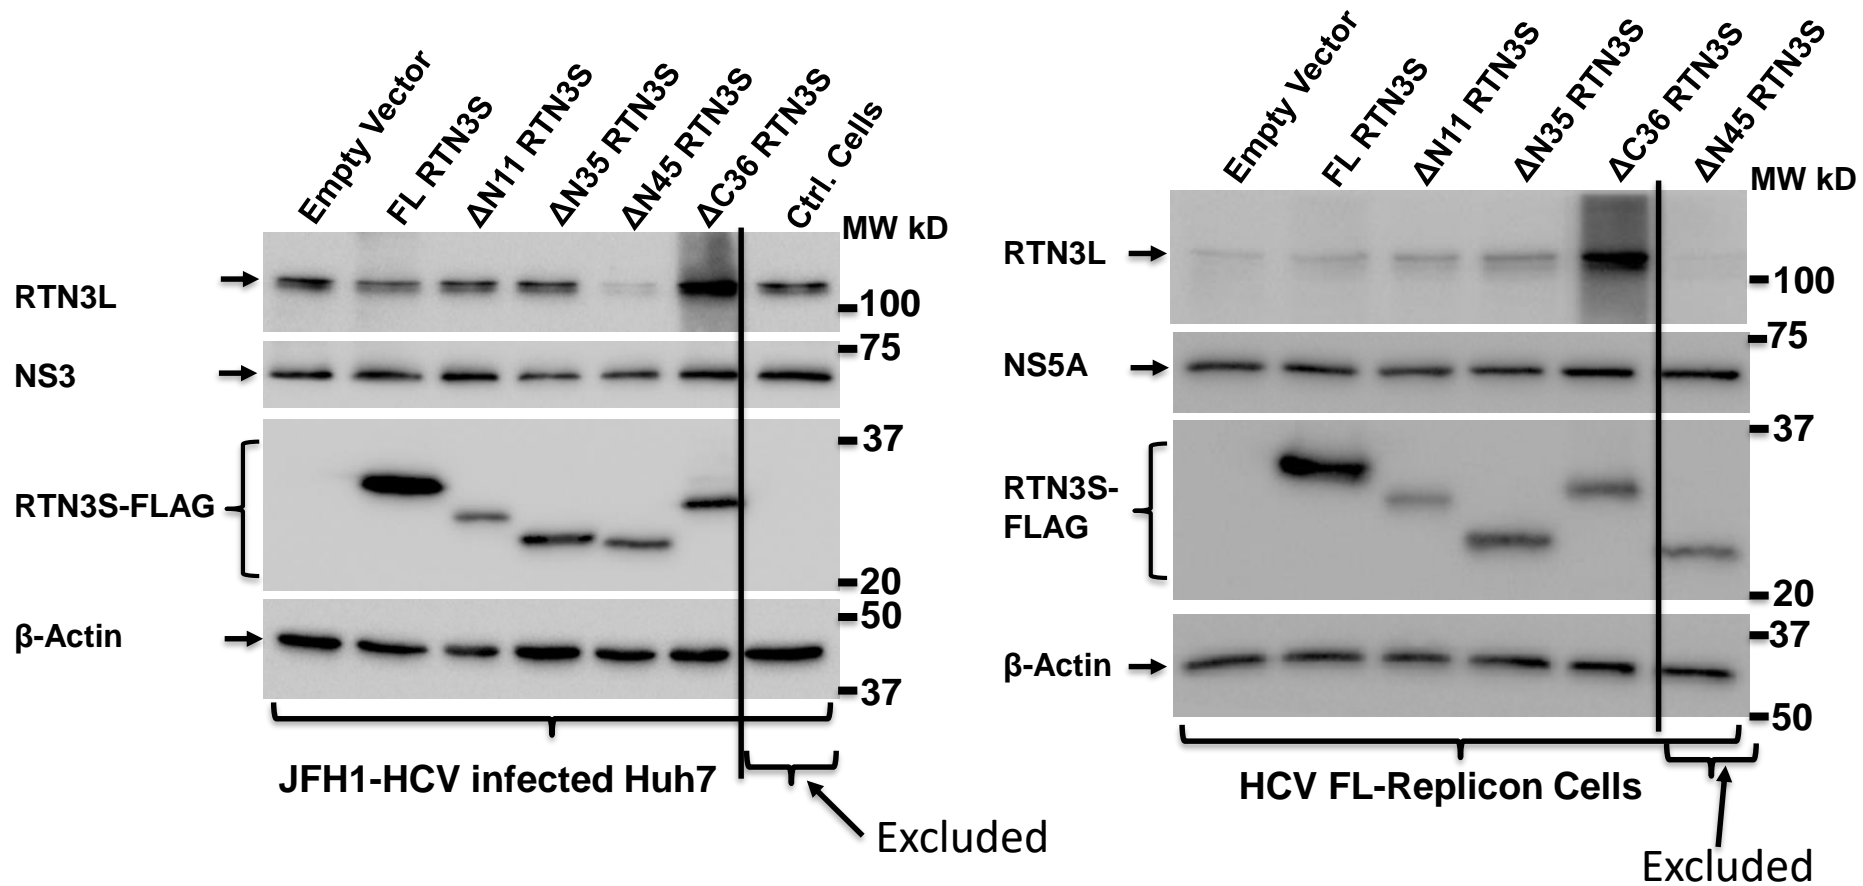 Empty Vector
FL RTN3S
ΔN11 RTN3S
ΔN35 RTN3S
ΔN45 RTN3S
ΔC36 RTN3S
Ctrl. Cells
MW kD
RTN3L
100
75
NS3
37
RTN3S-FLAG
20
50
β-Actin
37
JFH1-HCV infected Huh7
Excluded
Empty Vector
FL RTN3S
ΔN11 RTN3S
ΔN35 RTN3S
ΔC36 RTN3S
ΔN45 RTN3S
MW kD
RTN3L
100
75
NS5A
37
RTN3S-
FLAG
20
37
β-Actin
50
HCV FL-Replicon Cells
Excluded